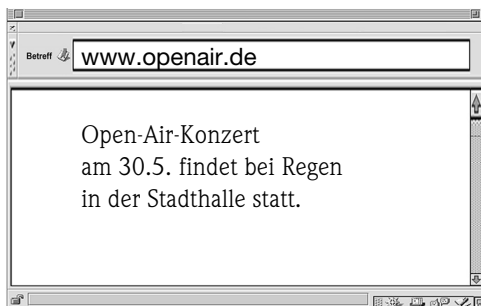 Betreff www.openair.de
Open-Air-Konzert
am 30.5. findet bei Regen
in der Stadthalle statt.